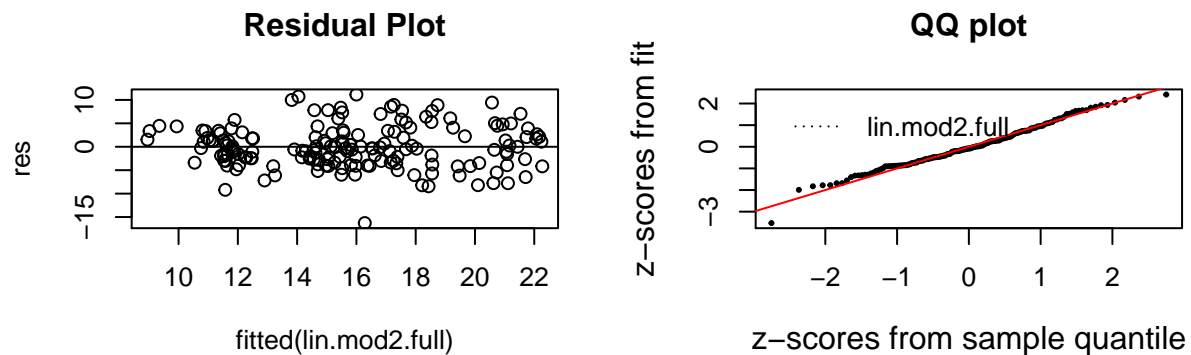 Residual Plot
res
10
0
−15
10
12
14
16
18
20
22
fitted(lin.mod2.full)
QQ plot
z−scores from fit
2
0
−3
lin.mod2.full
−2
−1
0
1
2
z−scores from sample quantile